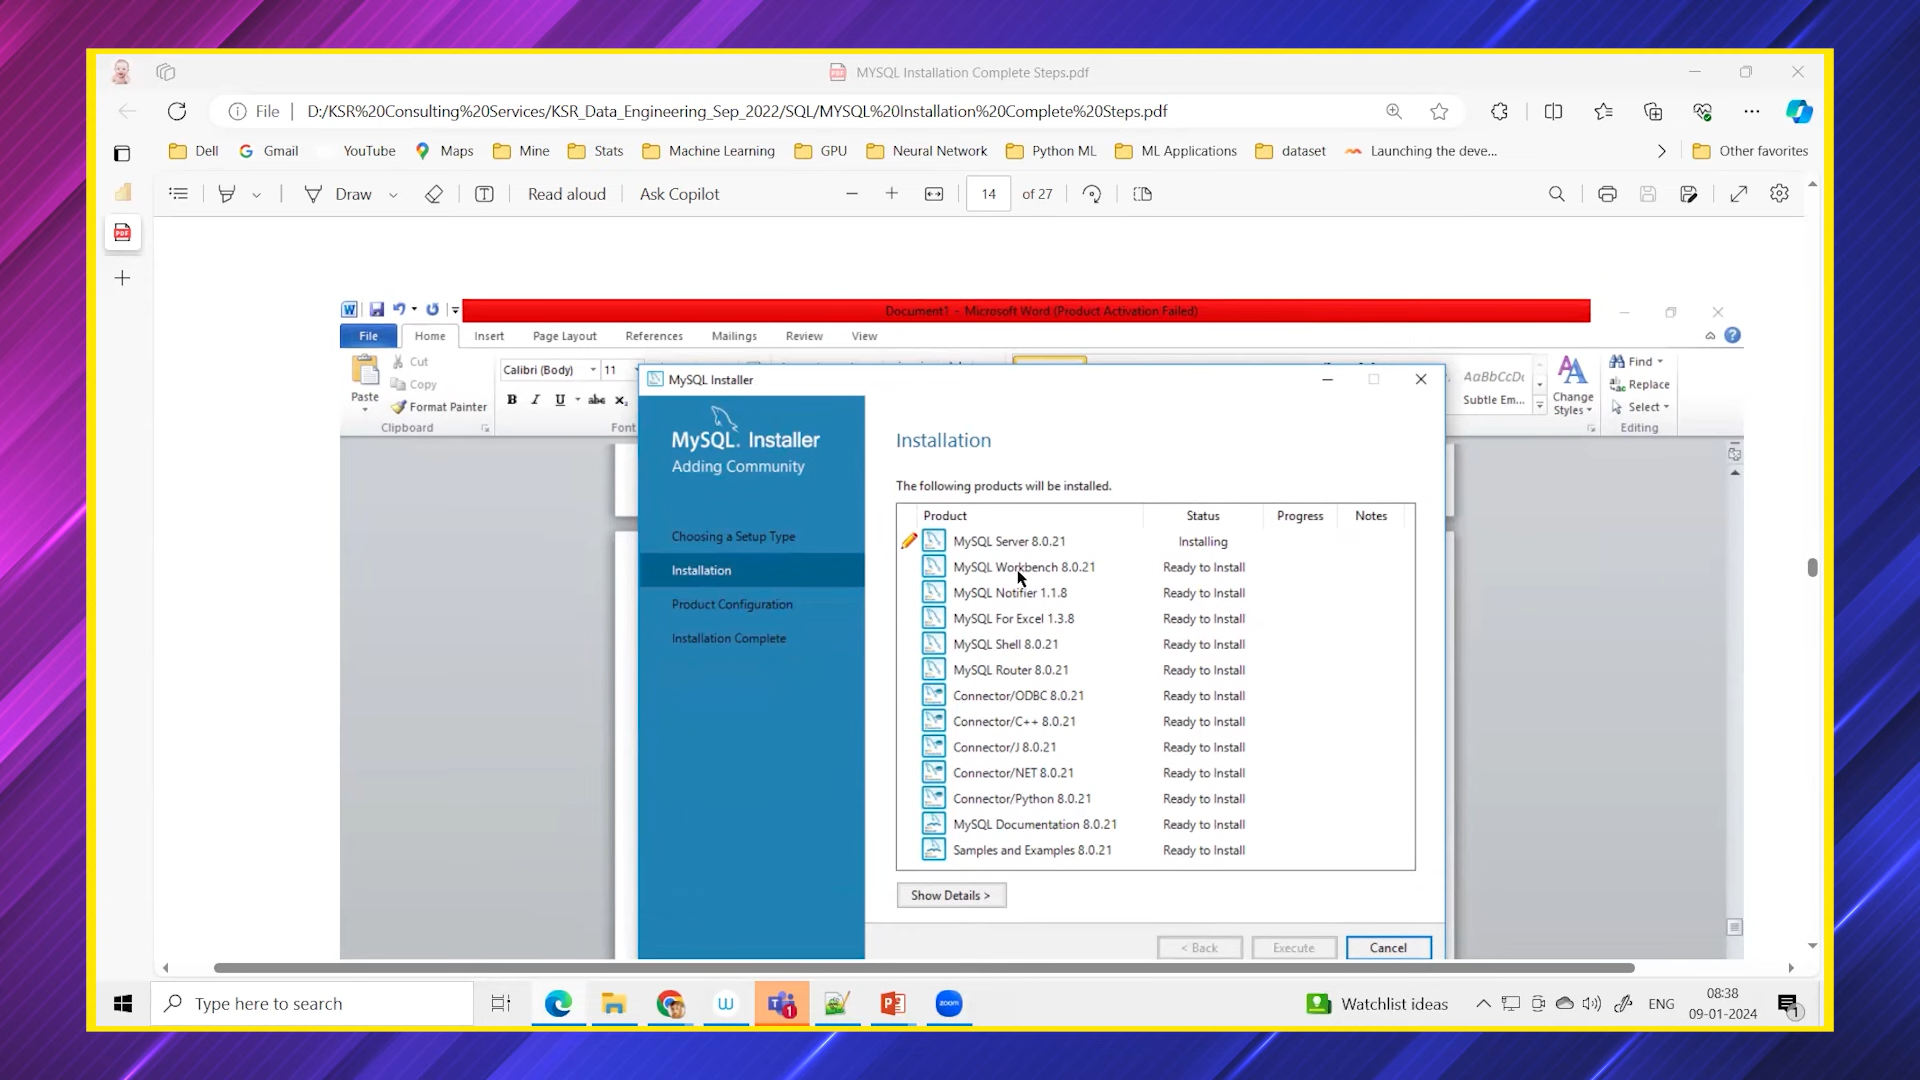 MYSQL Installation Complete Steps.pdf
File D:/KSR%20Consulting%20Services/KSR_Data_Engineering_Sep_2022/SQL/MYSQL%20Installation%20Complete%20Steps.pdf
Dell Gmail YouTube Maps Mine Stats Machine Learning GPU Neural Network Python ML ML Applications dataset Launching the deve... Other favorites
Draw Read aloud Ask Copilot 14 of 27
Document1 - Microsoft Word (Product Activation Failed)
File Home Insert Page Layout References Mailings Review View
Cut
Copy
Format Painter
Paste
Clipboard
Calibri (Body) 11
B I U abc x,
Font
AaBbCcDc
Subtle Em...
Change Styles
Find
Replace
Select
Editing
MySQL Installer
MySQL. Installer
Adding Community
Choosing a Setup Type
Installation
Product Configuration
Installation Complete
Installation
The following products will be installed.
Product Status Progress Notes
MySQL Server 8.0.21 Installing
MySQL Workbench 8.0.21 Ready to Install
MySQL Notifier 1.1.8 Ready to Install
MySQL For Excel 1.3.8 Ready to Install
MySQL Shell 8.0.21 Ready to Install
MySQL Router 8.0.21 Ready to Install
Connector/ODBC 8.0.21 Ready to Install
Connector/C++ 8.0.21 Ready to Install
Connector/J 8.0.21 Ready to Install
Connector/NET 8.0.21 Ready to Install
Connector/Python 8.0.21 Ready to Install
MySQL Documentation 8.0.21 Ready to Install
Samples and Examples 8.0.21 Ready to Install
Show Details >
< Back Execute Cancel
Type here to search
zoom
Watchlist ideas
ENG
08:38
09-01-2024